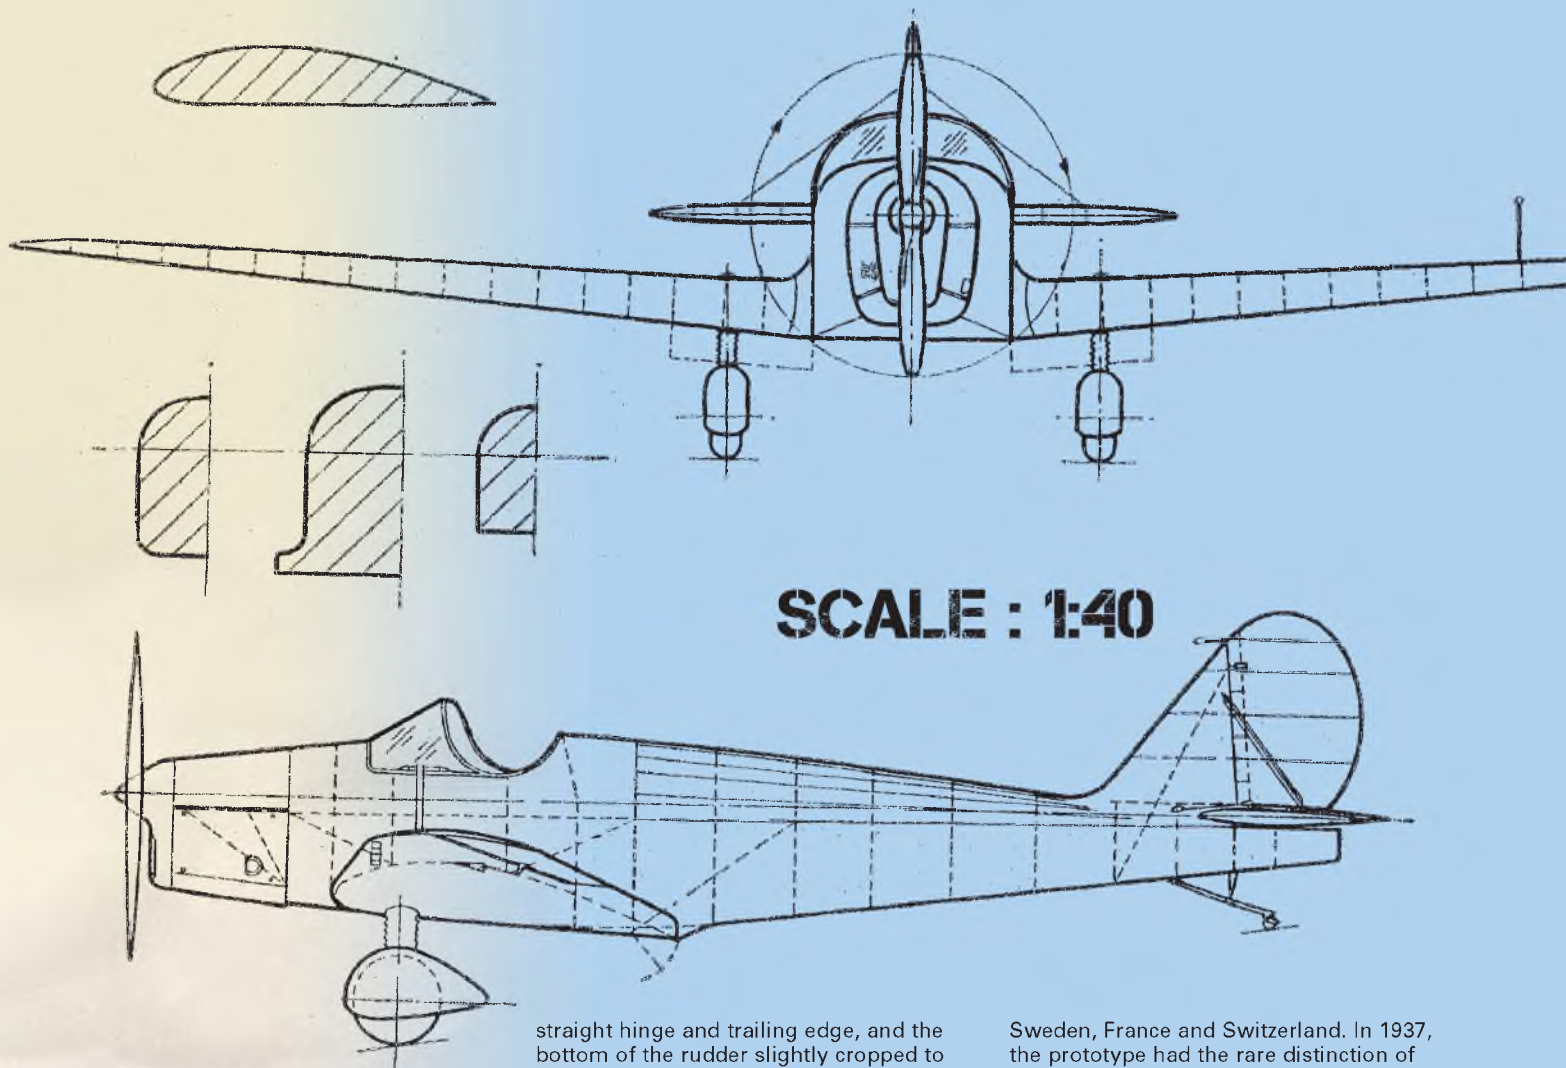 SCALE : 1:40
straight hinge and trailing edge, and the
bottom of the rudder slightly cropped to
Sweden, France and Switzerland. In 1937,
the prototype had the rare distinction of